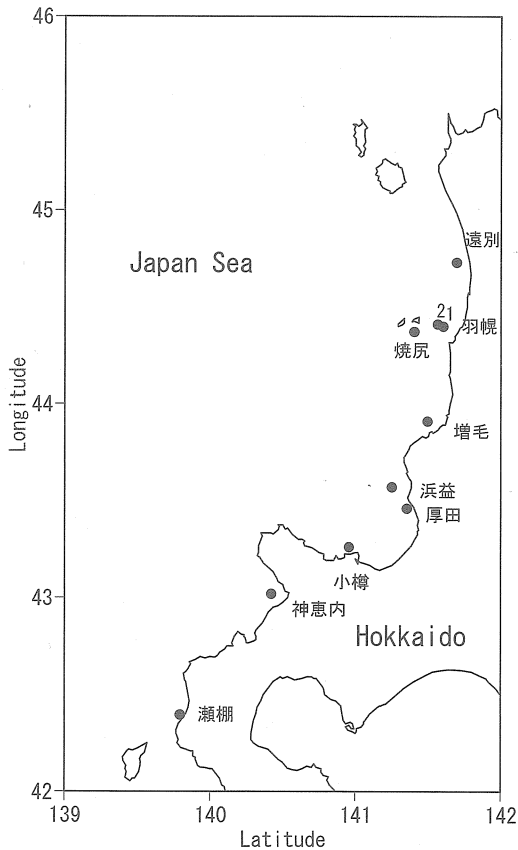 46
45
遠別
Japan Sea
21
羽幌
焼尻
Longitude
44
増毛
浜益
厚田
小樽
43
神恵内
Hokkaido
瀬棚
42
139
140
141
142
Latitude